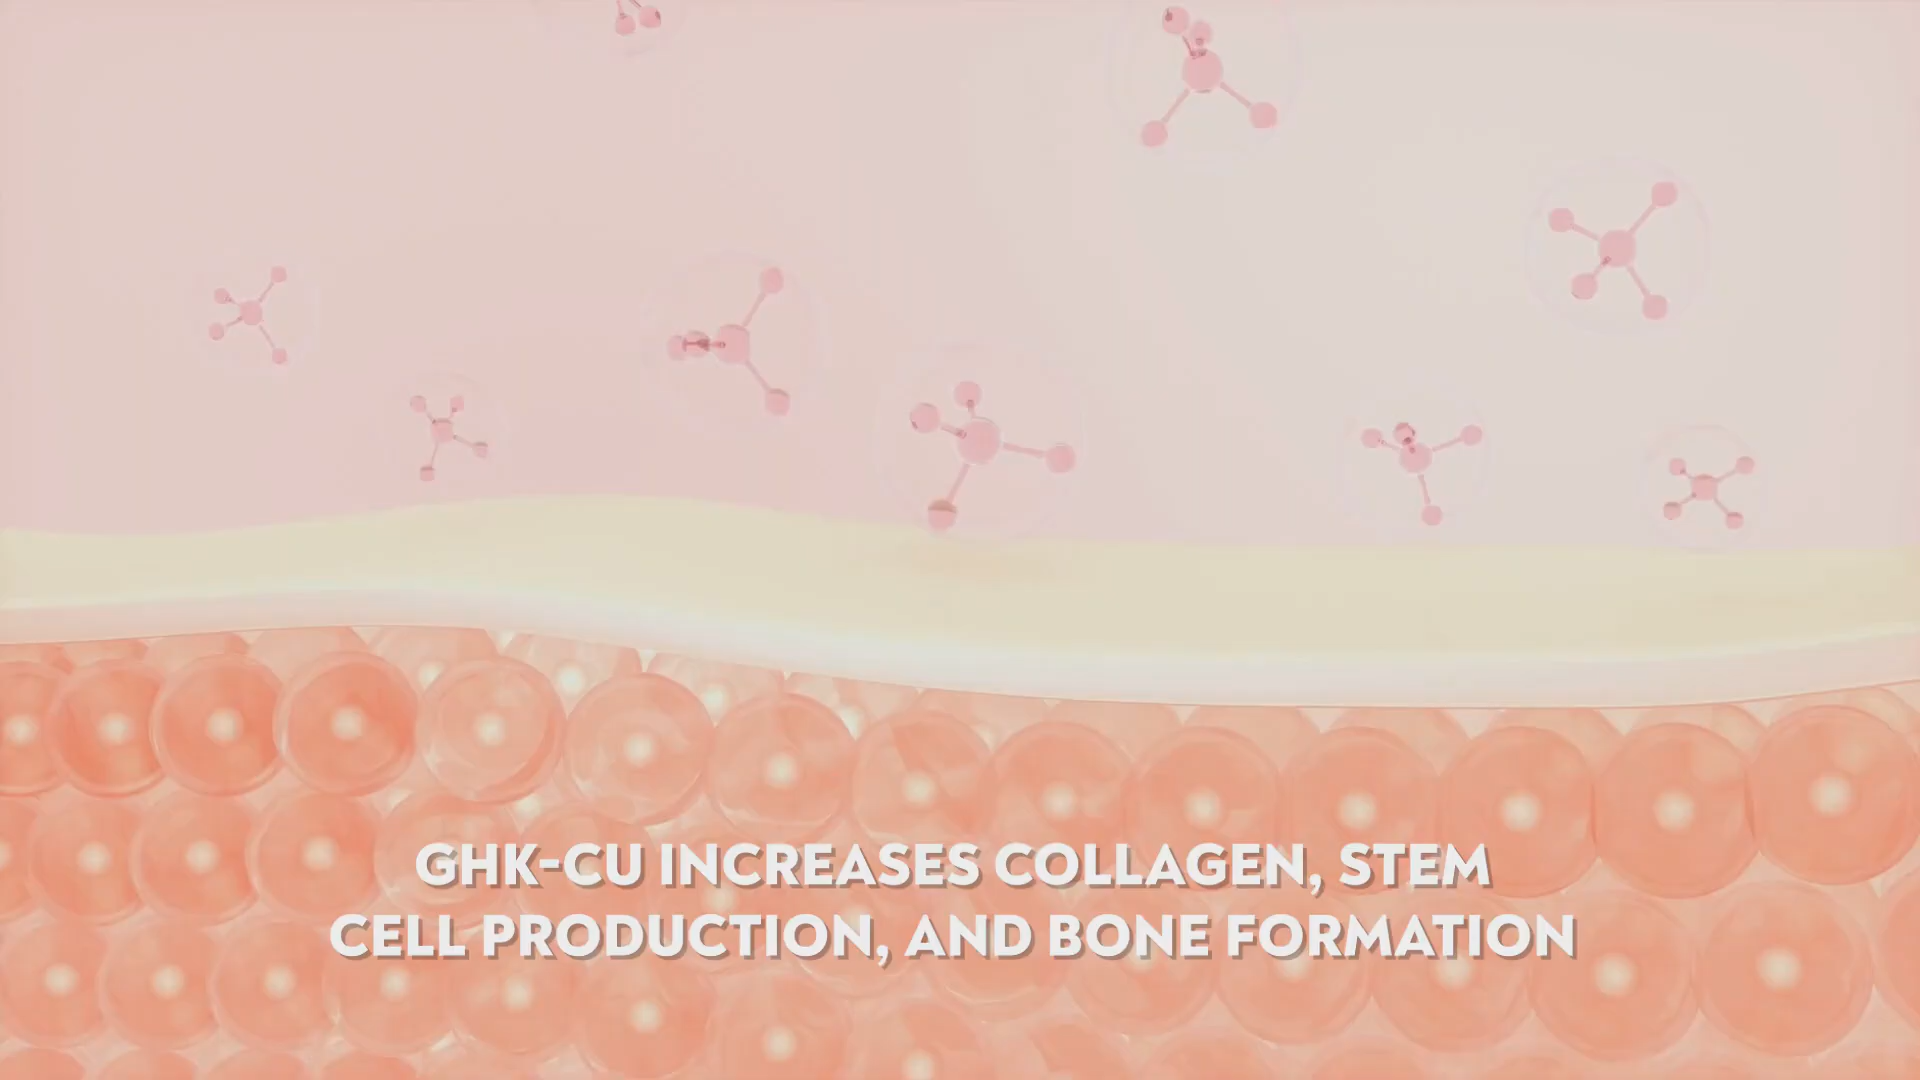 GHK-CU INCREASES COLLAGEN, STEM
CELL PRODUCTION, AND BONE FORMATION